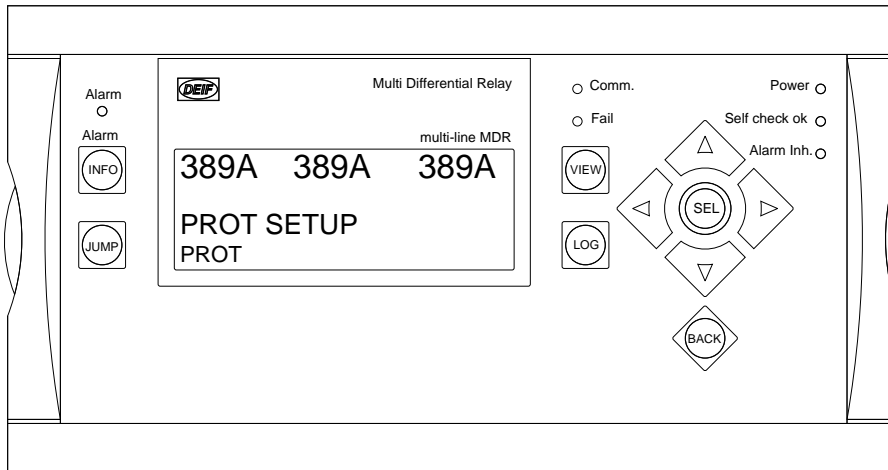 DEIF
Multi Differential Relay
Comm.
Power
Alarm
Fail
Self check ok
Alarm
multi-line MDR
Alarm Inh.
INFO
389A 389A 389A
VIEW
SEL
PROT SETUP
JUMP
PROT
LOG
BACK